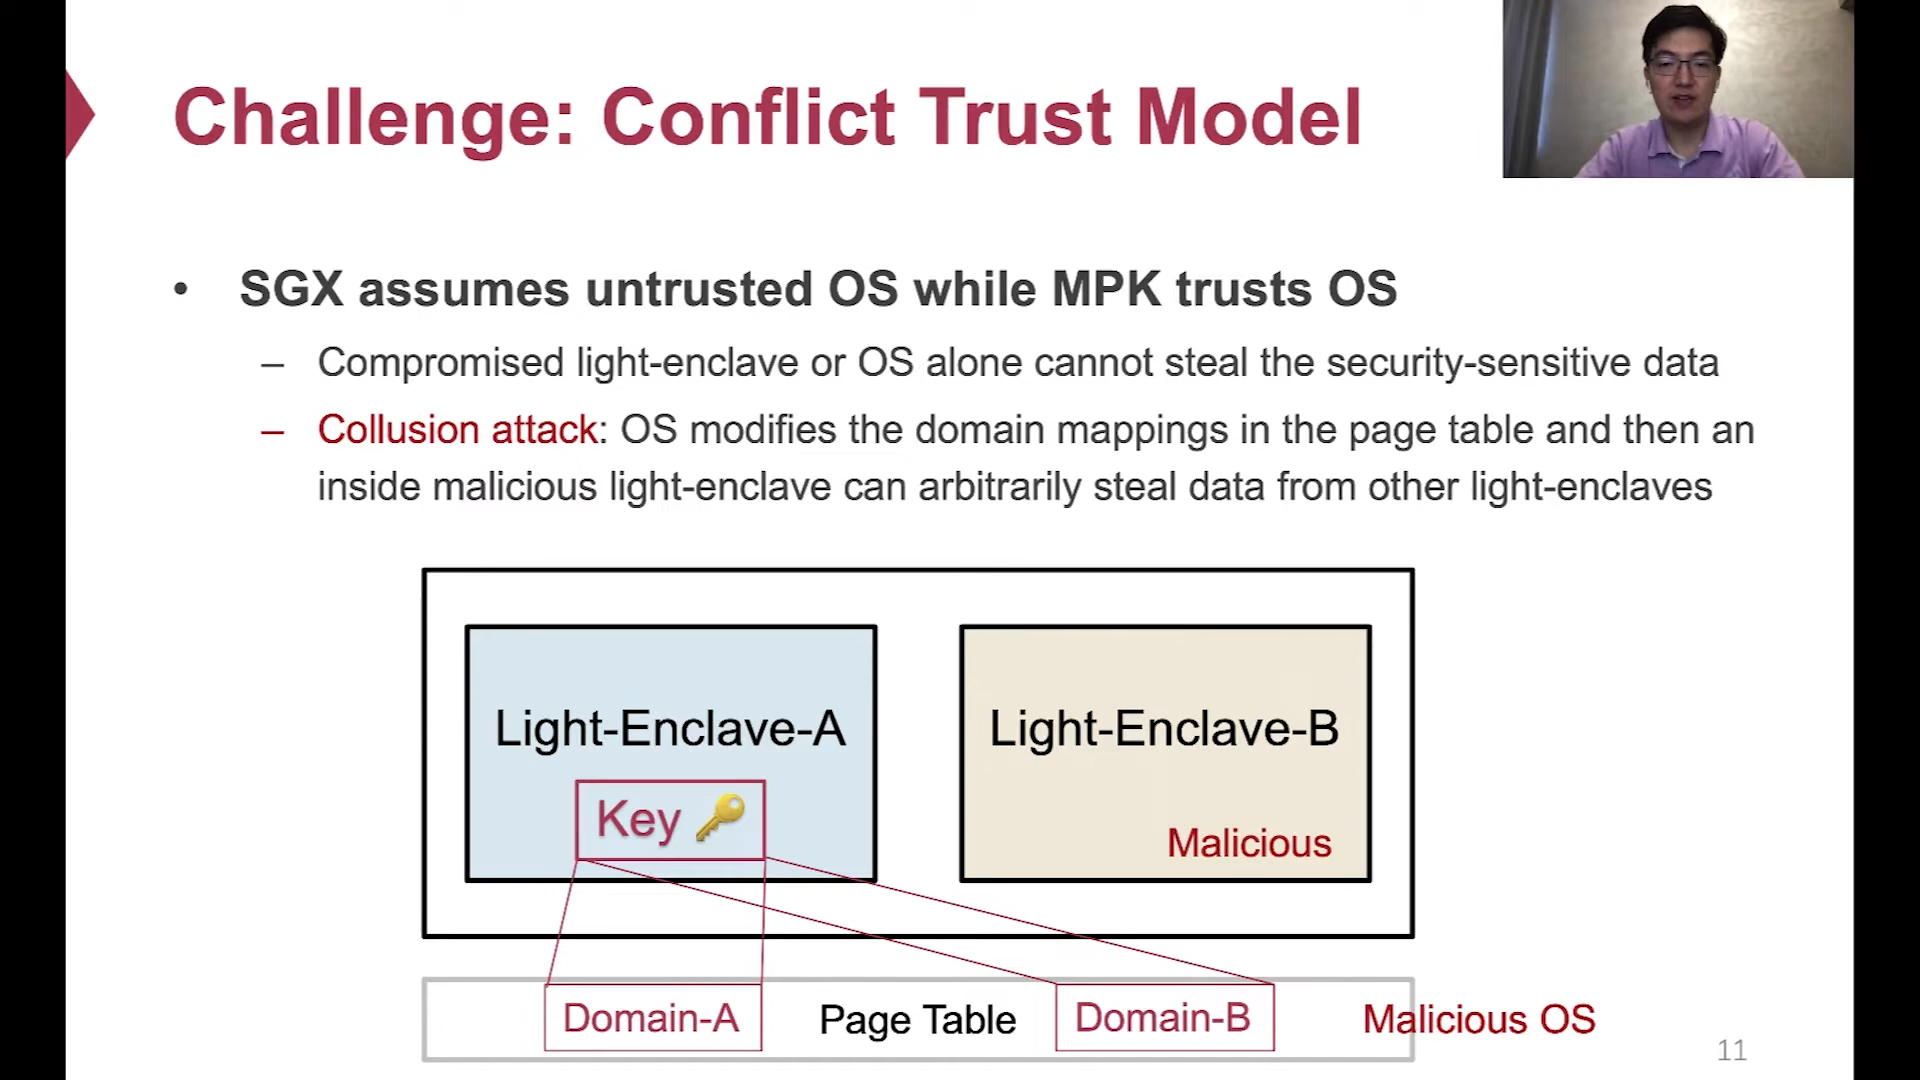 Challenge: Conflict Trust Model
• SGX assumes untrusted OS while MPK trusts OS
– Compromised light-enclave or OS alone cannot steal the security-sensitive data
– Collusion attack: OS modifies the domain mappings in the page table and then an
inside malicious light-enclave can arbitrarily steal data from other light-enclaves
Light-Enclave-A
Light-Enclave-B
Key
Malicious
Domain-A
Page Table
Domain-B
Malicious OS
11